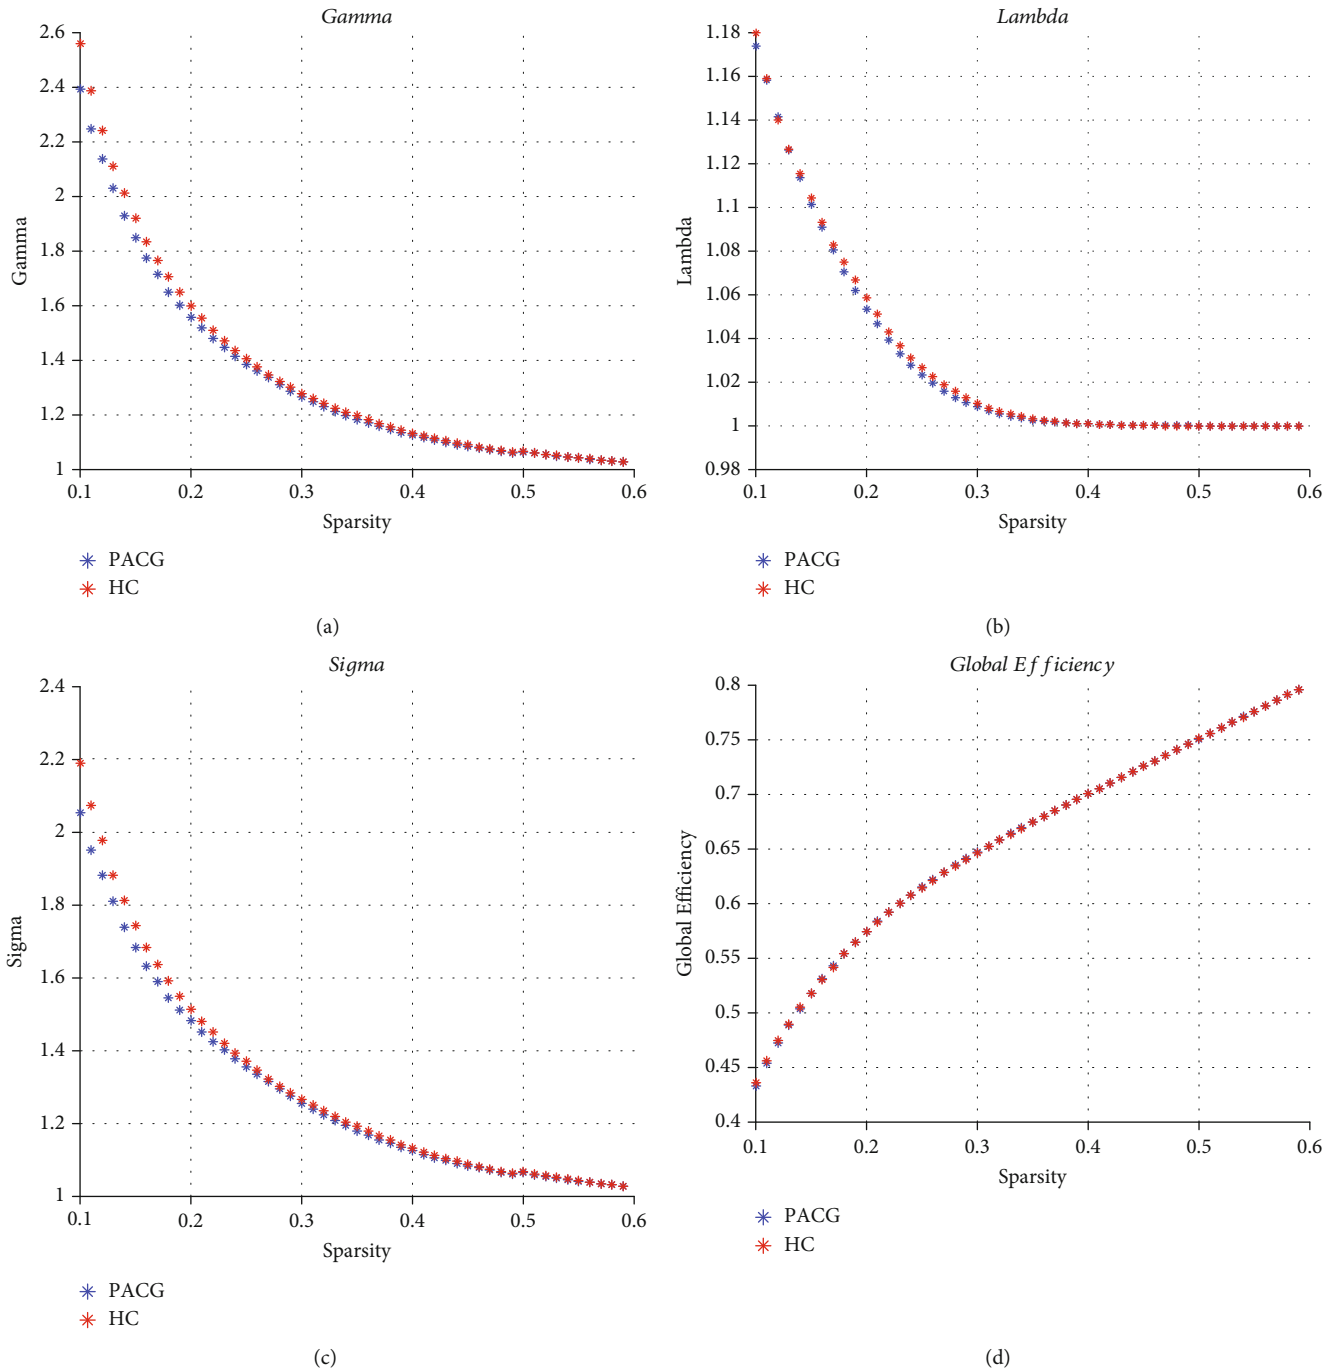 Gamma
2.6
2.4
2.2
2
1.8
1.6
1.4
1.2
1
Gamma
0.1 0.2 0.3 0.4 0.5 0.6
Sparsity
PACG
HC
(a)
Lambda
1.18
1.16
1.14
1.12
1.1
1.08
1.06
1.04
1.02
1
0.98
Lambda
0.1 0.2 0.3 0.4 0.5 0.6
Sparsity
PACG
HC
(b)
Sigma
2.4
2.2
2
1.8
1.6
1.4
1.2
1
Sigma
0.1 0.2 0.3 0.4 0.5 0.6
Sparsity
PACG
HC
(c)
Global Efficiency
0.8
0.75
0.7
0.65
0.6
0.55
0.5
0.45
0.4
Global Efficiency
0.1 0.2 0.3 0.4 0.5 0.6
Sparsity
PACG
HC
(d)